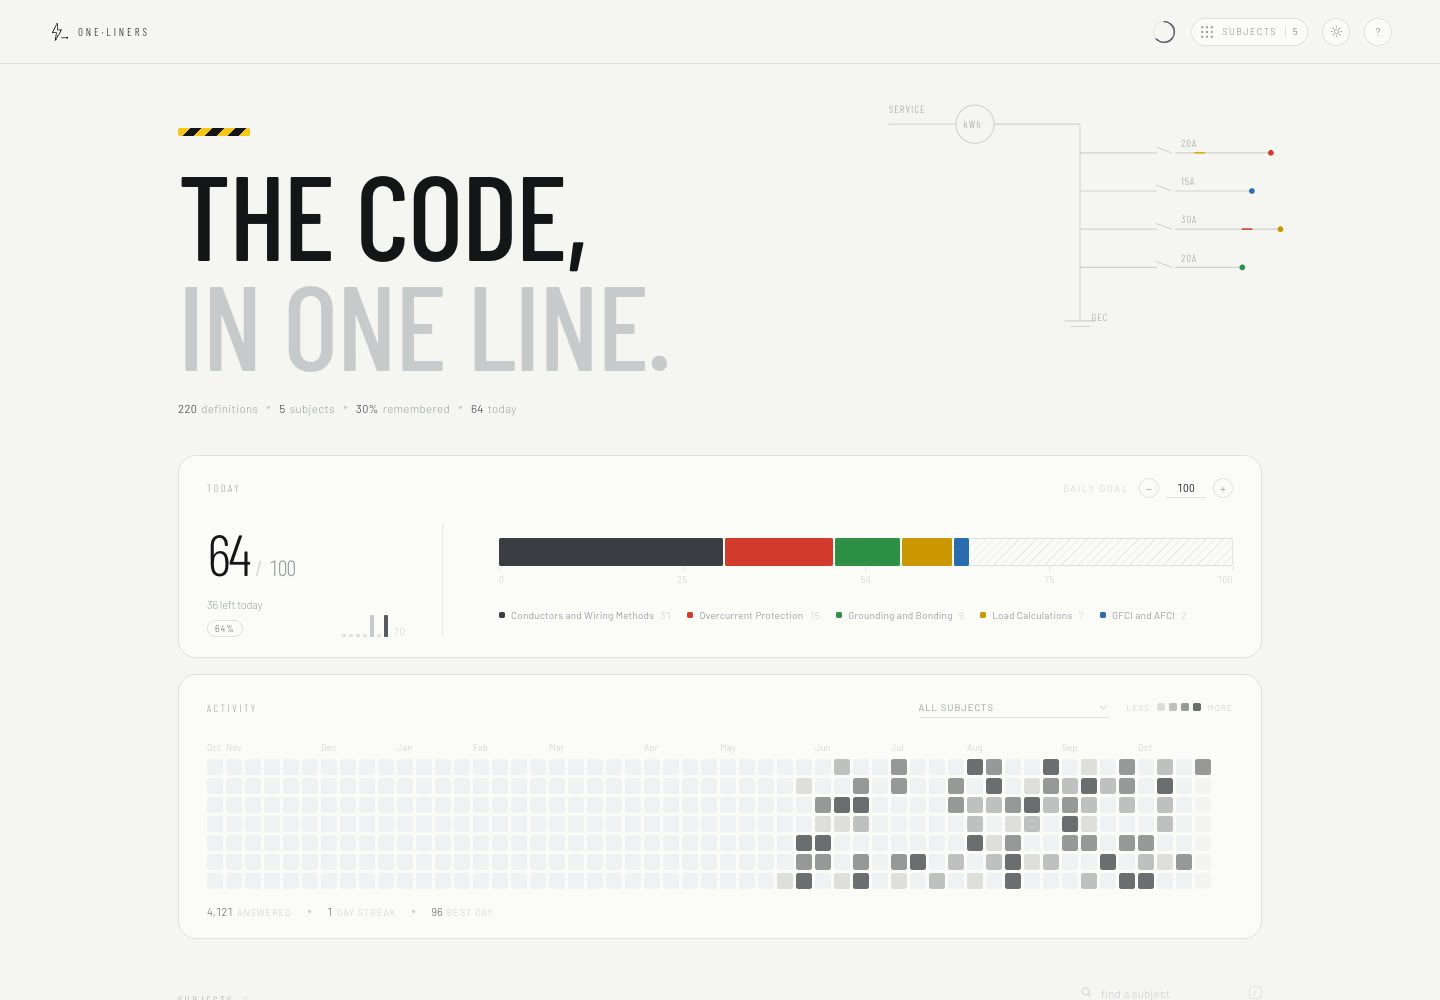 ONE·LINERS
SUBJECTS 5 ?
SERVICE
kWh
20A
15A
30A
20A
GEC
THE CODE,
IN ONE LINE.
220 definitions • 5 subjects • 30% remembered • 64 today
TODAY
DAILY GOAL − 100 +
64 / 100
36 left today
64%
70
0 25 50 75 100
Conductors and Wiring Methods 31 Overcurrent Protection 15 Grounding and Bonding 9 Load Calculations 7 GFCI and AFCI 2
ACTIVITY
ALL SUBJECTS
LESS MORE
Oct Nov Dec Jan Feb Mar Apr May Jun Jul Aug Sep Oct
4,121 ANSWERED • 1 DAY STREAK • 96 BEST DAY
SUBJECTS
find a subject /